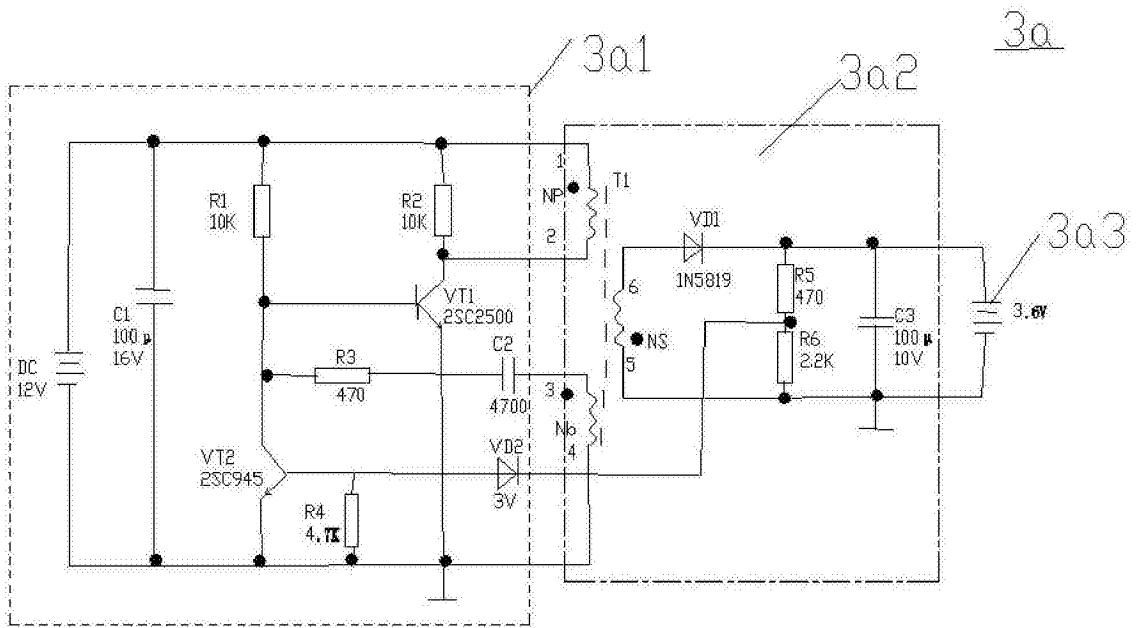 3a
3a1
3a2
3a3
R1
10K
R2
10K
1
NP
2
T1
VT1
2SC2500
C1
100μ
16V
DC
12V
R3
470
C2
4700
3
Nb
4
VT2
2SC945
R4
4.7K
VD2
3V
6
NS
5
VD1
1N5819
R5
470
R6
2.2K
C3
100μ
10V
3.6V